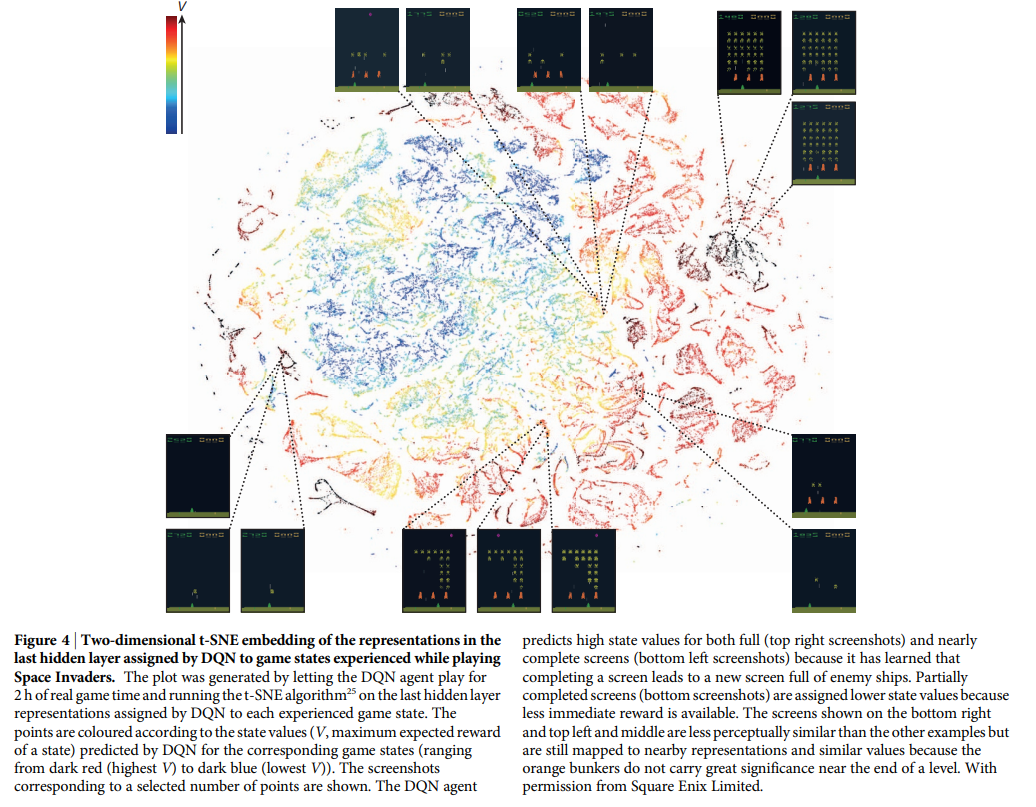 V
Figure 4 | Two-dimensional t-SNE embedding of the representations in the
last hidden layer assigned by DQN to game states experienced while playing
Space Invaders. The plot was generated by letting the DQN agent play for
2 h of real game time and running the t-SNE algorithm25 on the last hidden layer
representations assigned by DQN to each experienced game state. The
points are coloured according to the state values (V, maximum expected reward
of a state) predicted by DQN for the corresponding game states (ranging
from dark red (highest V) to dark blue (lowest V)). The screenshots
corresponding to a selected number of points are shown. The DQN agent
predicts high state values for both full (top right screenshots) and nearly
complete screens (bottom left screenshots) because it has learned that
completing a screen leads to a new screen full of enemy ships. Partially
completed screens (bottom screenshots) are assigned lower state values because
less immediate reward is available. The screens shown on the bottom right
and top left and middle are less perceptually similar than the other examples but
are still mapped to nearby representations and similar values because the
orange bunkers do not carry great significance near the end of a level. With
permission from Square Enix Limited.